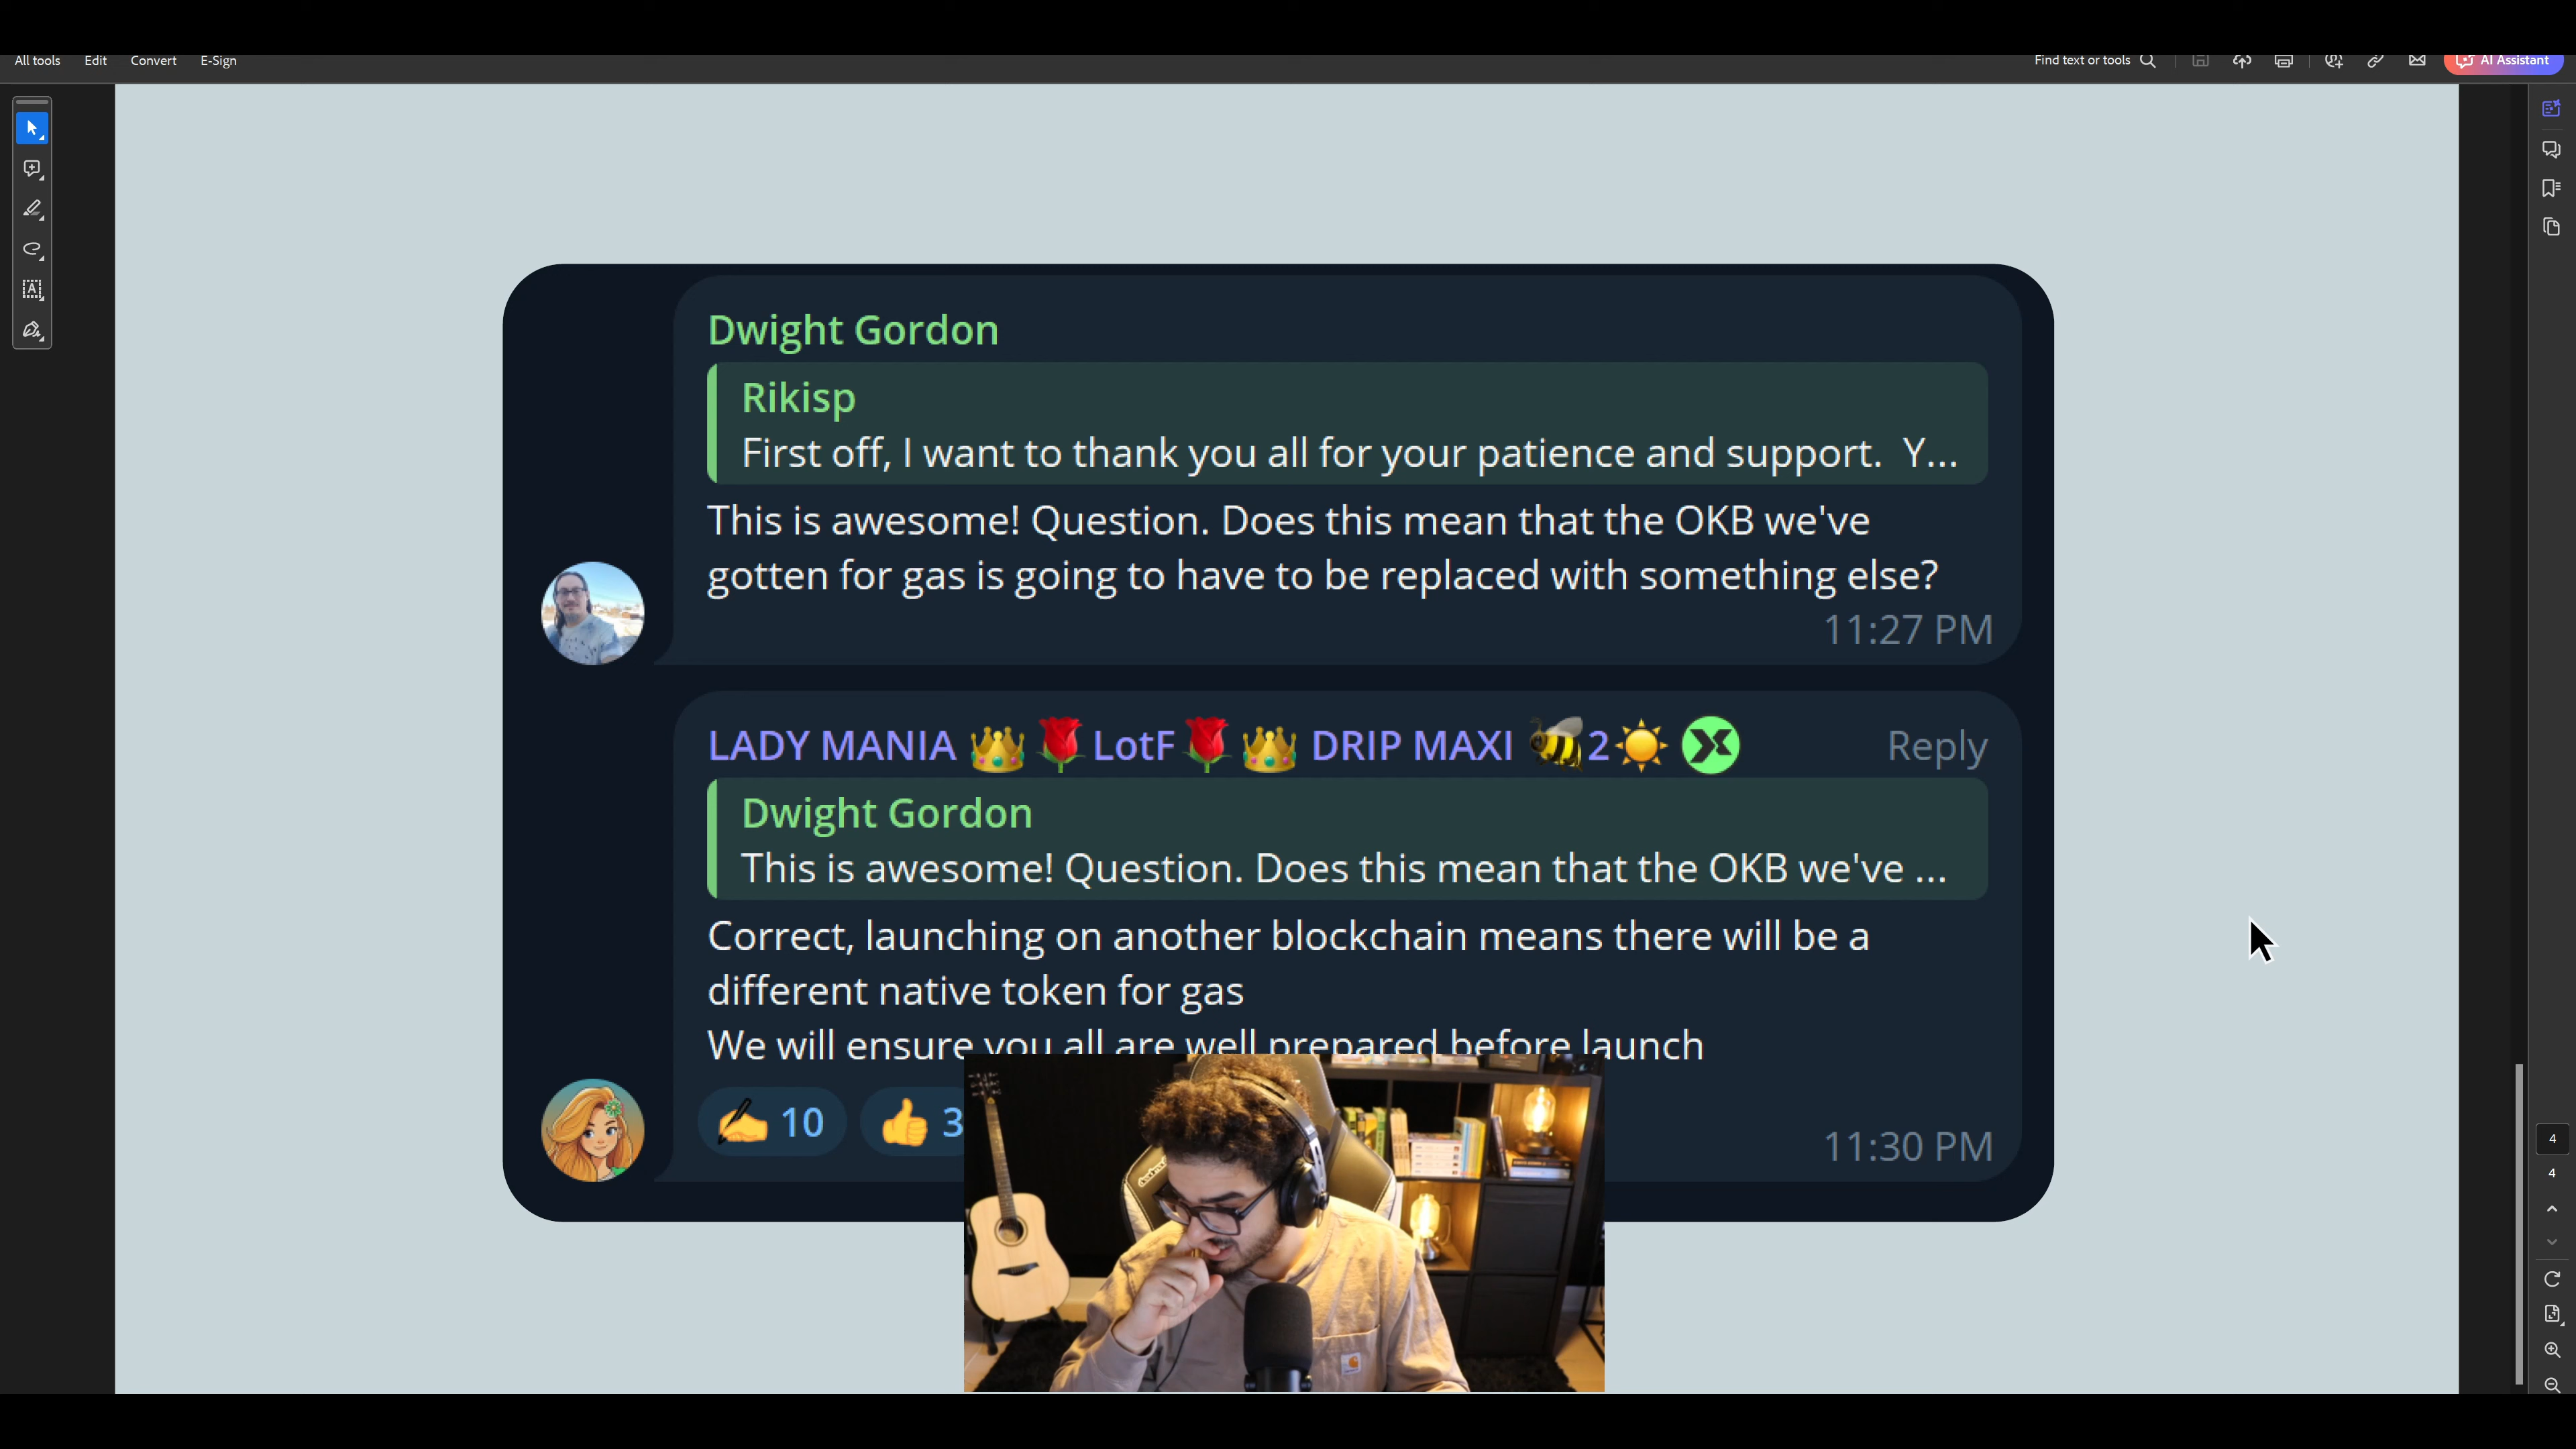 All tools Edit Convert E-Sign Find text or tools AI Assistant
Dwight Gordon
Rikisp
First off, I want to thank you all for your patience and support. Y...
This is awesome! Question. Does this mean that the OKB we've
gotten for gas is going to have to be replaced with something else?
11:27 PM
LADY MANIA 👑🌹LotF🌹👑 DRIP MAXI 🐝2☀️ Reply
Dwight Gordon
This is awesome! Question. Does this mean that the OKB we've ...
Correct, launching on another blockchain means there will be a
different native token for gas
We will ensure you all are well prepared before launch
✍️ 10 👍 3
11:30 PM
4
4